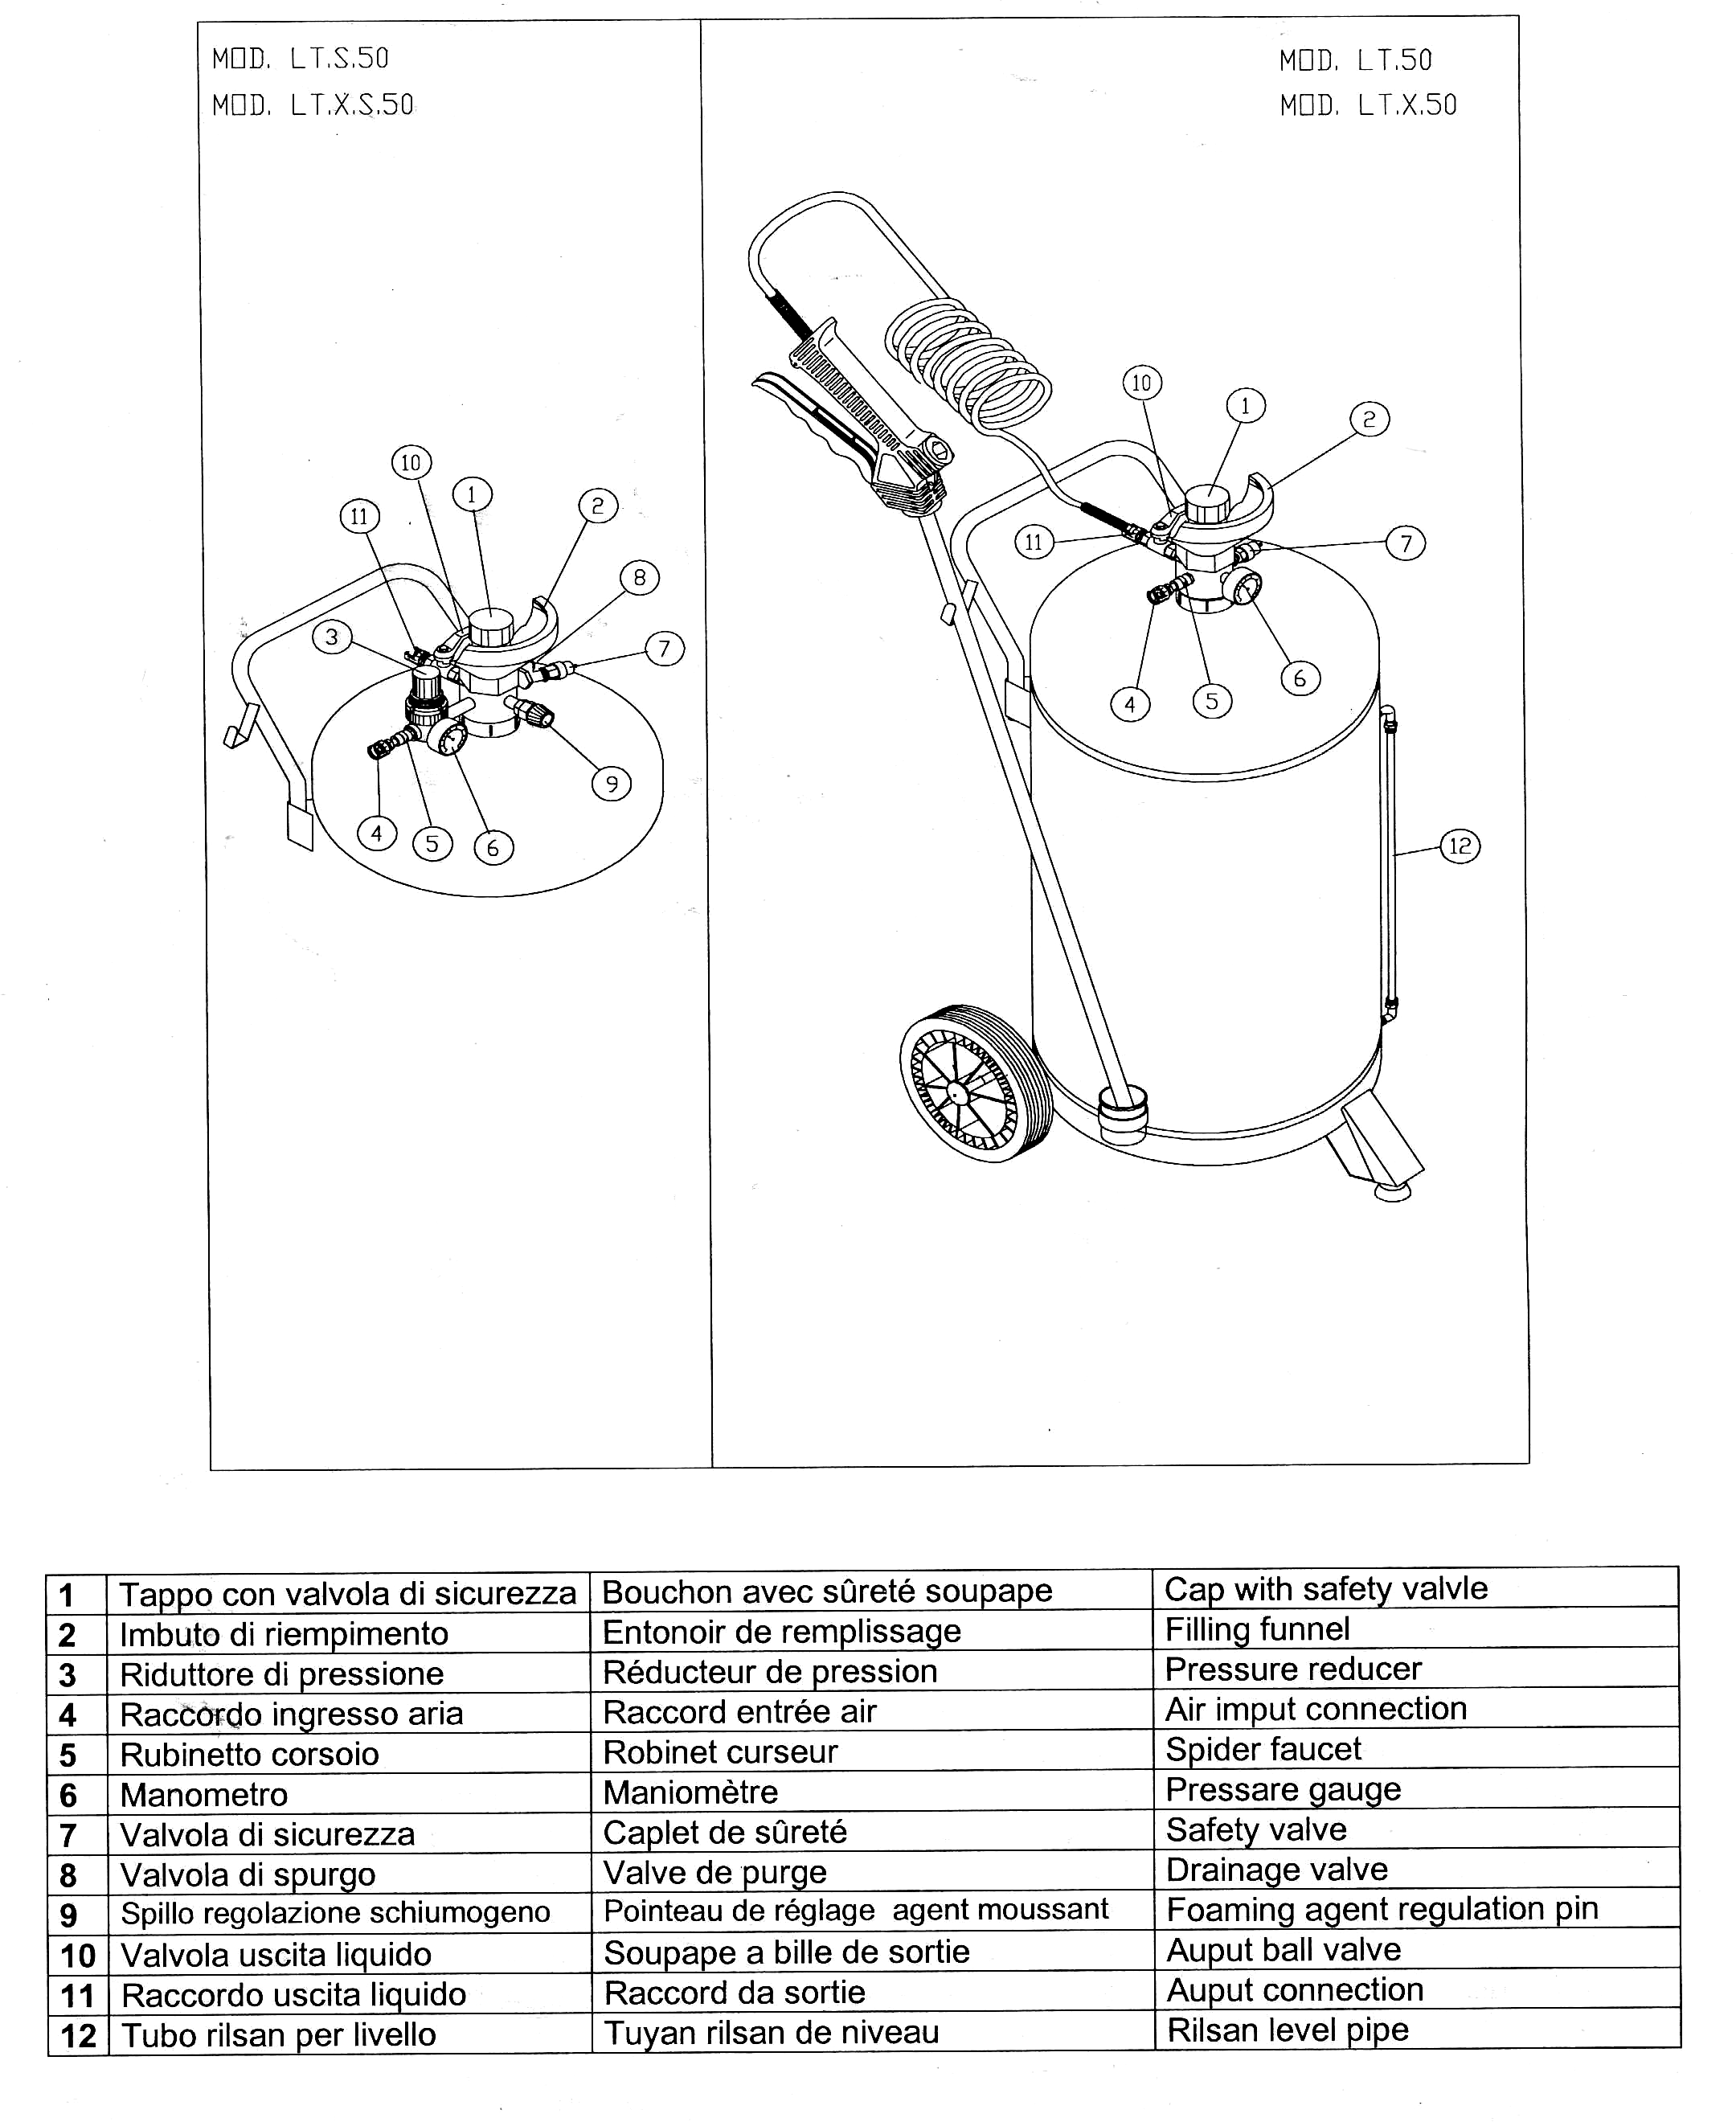 MOD. LT.S.50
MOD. LT.X.S.50
MOD. LT.50
MOD. LT.X.50
10
1
2
11
8
3
7
9
4
5
6
10
1
2
11
7
6
4
5
12
1 Tappo con valvola di sicurezza Bouchon avec sûreté soupape Cap with safety valvle
2 Imbuto di riempimento Entonoir de remplissage Filling funnel
3 Riduttore di pressione Réducteur de pression Pressure reducer
4 Raccordo ingresso aria Raccord entrée air Air imput connection
5 Rubinetto corsoio Robinet curseur Spider faucet
6 Manometro Maniomètre Pressare gauge
7 Valvola di sicurezza Caplet de sûreté Safety valve
8 Valvola di spurgo Valve de purge Drainage valve
9 Spillo regolazione schiumogeno Pointeau de réglage agent moussant Foaming agent regulation pin
10 Valvola uscita liquido Soupape a bille de sortie Auput ball valve
11 Raccordo uscita liquido Raccord da sortie Auput connection
12 Tubo rilsan per livello Tuyan rilsan de niveau Rilsan level pipe